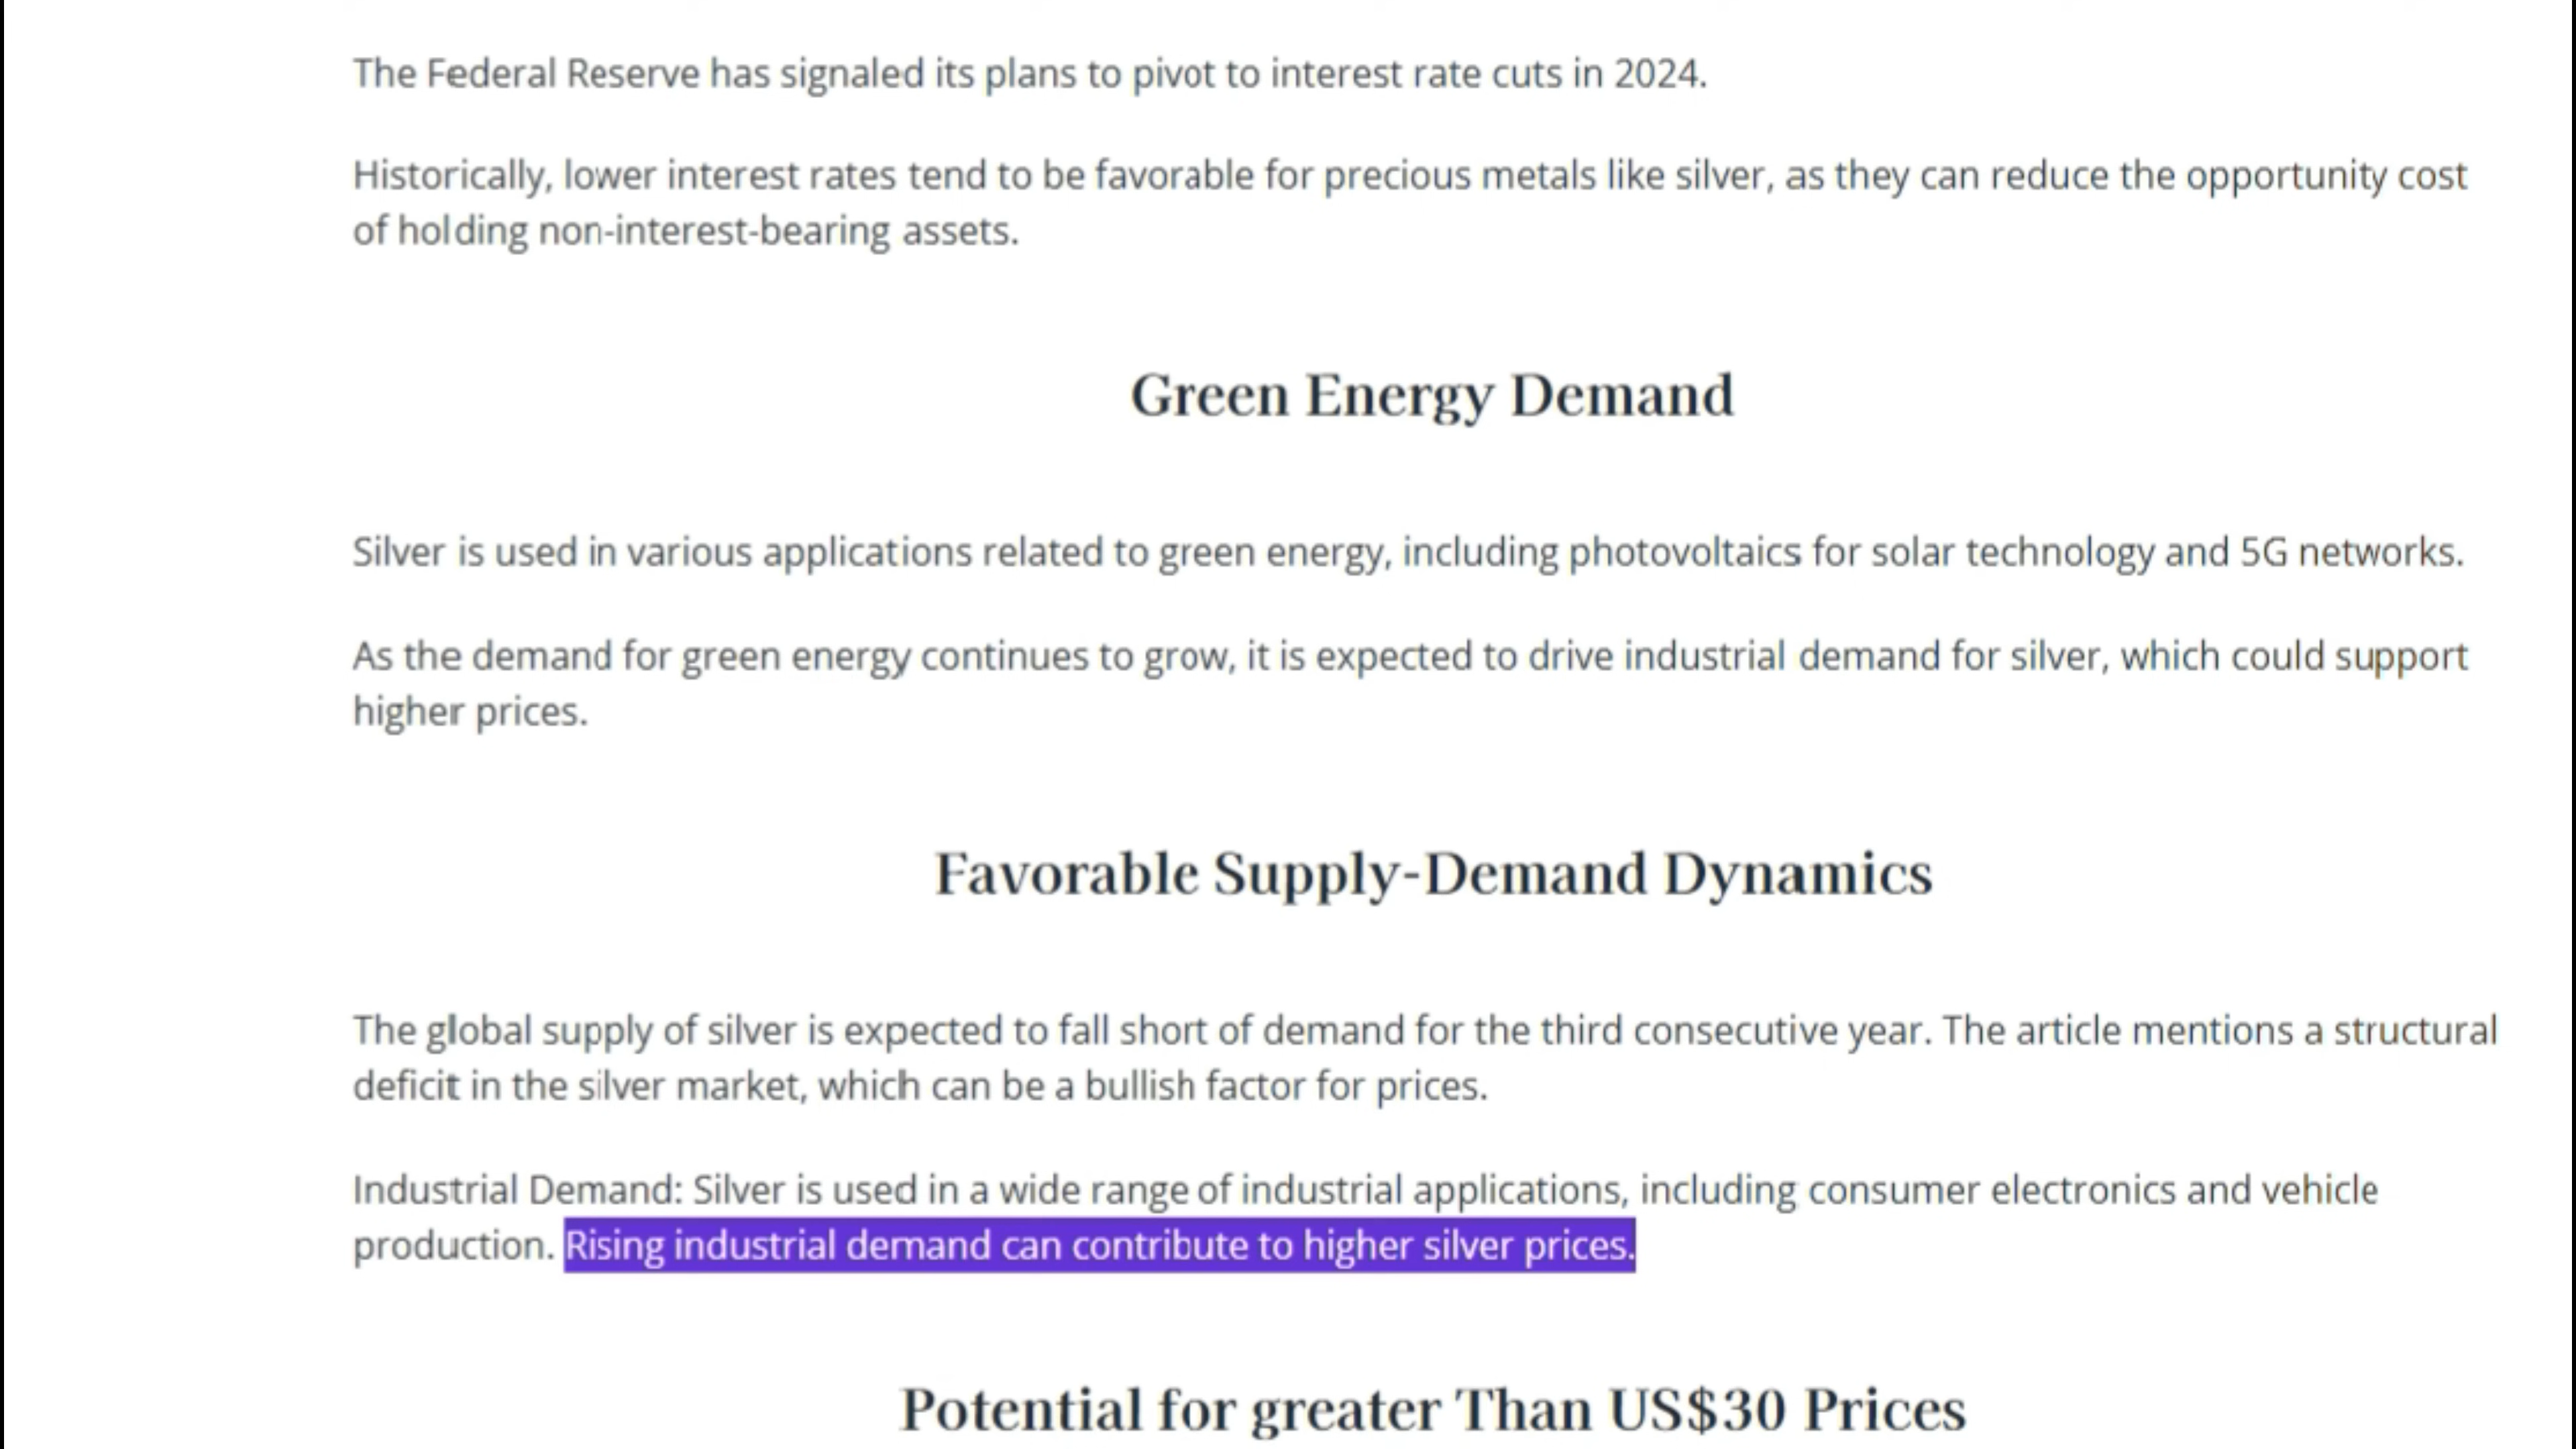 The Federal Reserve has signaled its plans to pivot to interest rate cuts in 2024.
Historically, lower interest rates tend to be favorable for precious metals like silver, as they can reduce the opportunity cost
of holding non-interest-bearing assets.
Green Energy Demand
Silver is used in various applications related to green energy, including photovoltaics for solar technology and 5G networks.
As the demand for green energy continues to grow, it is expected to drive industrial demand for silver, which could support
higher prices.
Favorable Supply-Demand Dynamics
The global supply of silver is expected to fall short of demand for the third consecutive year. The article mentions a structural
deficit in the silver market, which can be a bullish factor for prices.
Industrial Demand: Silver is used in a wide range of industrial applications, including consumer electronics and vehicle
production. Rising industrial demand can contribute to higher silver prices.
Potential for greater Than US$30 Prices